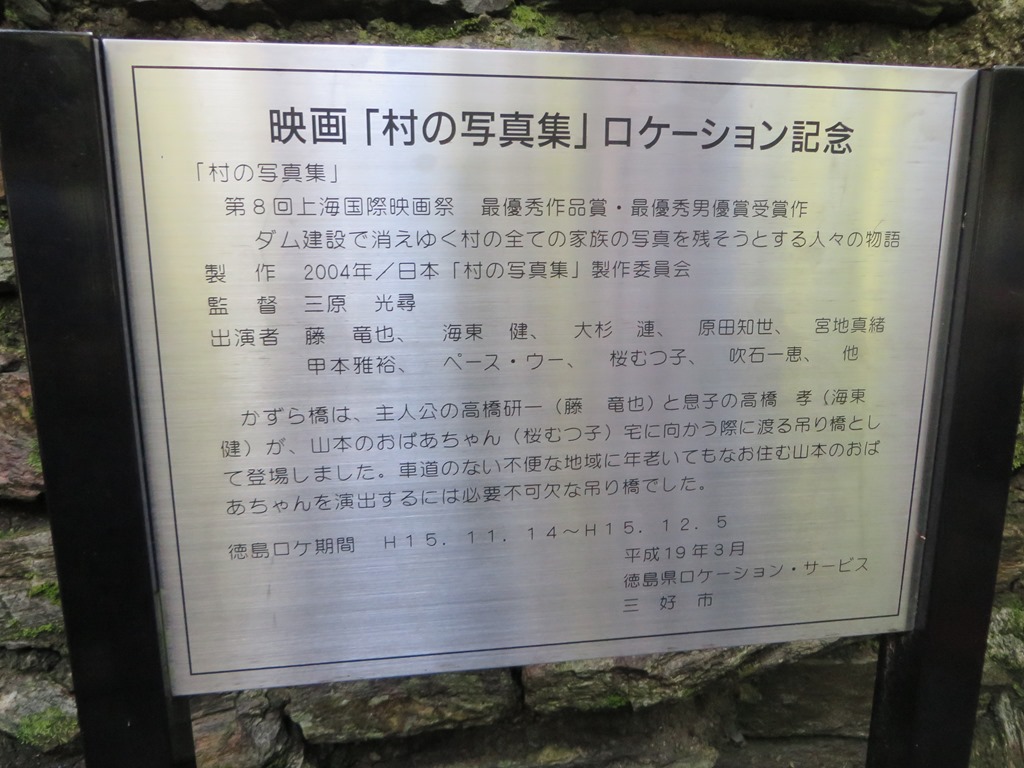 映画「村の写真集」ロケーション記念
「村の写真集」
第8回上海国際映画祭　最優秀作品賞・最優秀男優賞受賞作
ダム建設で消えゆく村の全ての家族の写真を残そうとする人々の物語
製　作　2004年／日本「村の写真集」製作委員会
監　督　三原　光尋
出演者　藤　竜也、　海東　健、　大杉　漣、　原田知世、　宮地真緒
甲本雅裕、　ペース・ウー、　桜むつ子、　吹石一恵、　他
かずら橋は、主人公の高橋研一（藤　竜也）と息子の高橋　孝（海東
健）が、山本のおばあちゃん（桜むつ子）宅に向かう際に渡る吊り橋とし
て登場しました。車道のない不便な地域に年老いてもなお住む山本のおば
あちゃんを演出するには必要不可欠な吊り橋でした。
徳島ロケ期間　H15．11．14～H15．12．5
平成19年3月
徳島県ロケーション・サービス
三　好　市